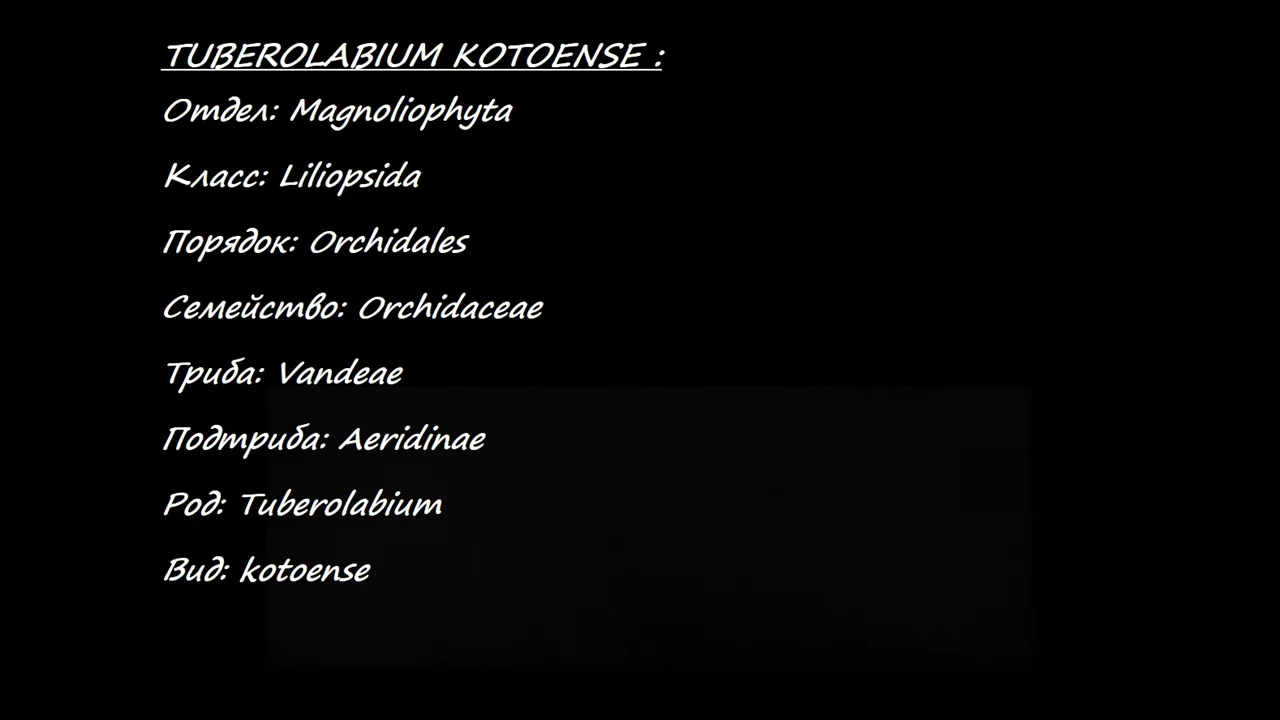 TUBEROLABIUM KOTOENSE :
Отдел: Magnoliophyta
Класс: Liliopsida
Порядок: Orchidales
Семейство: Orchidaceae
Триба: Vandeae
Подтриба: Aeridinae
Род: Tuberolabium
Вид: kotoense